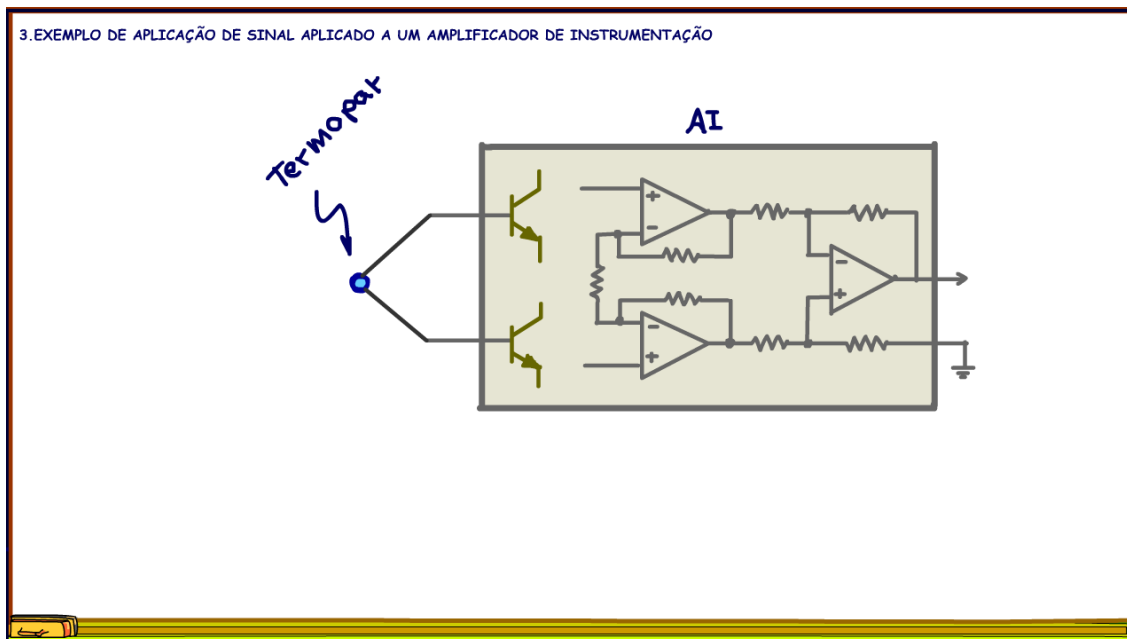 3.EXEMPLO DE APLICAÇÃO DE SINAL APLICADO A UM AMPLIFICADOR DE INSTRUMENTAÇÃO
Termopar
AI
+
-
-
+
-
+